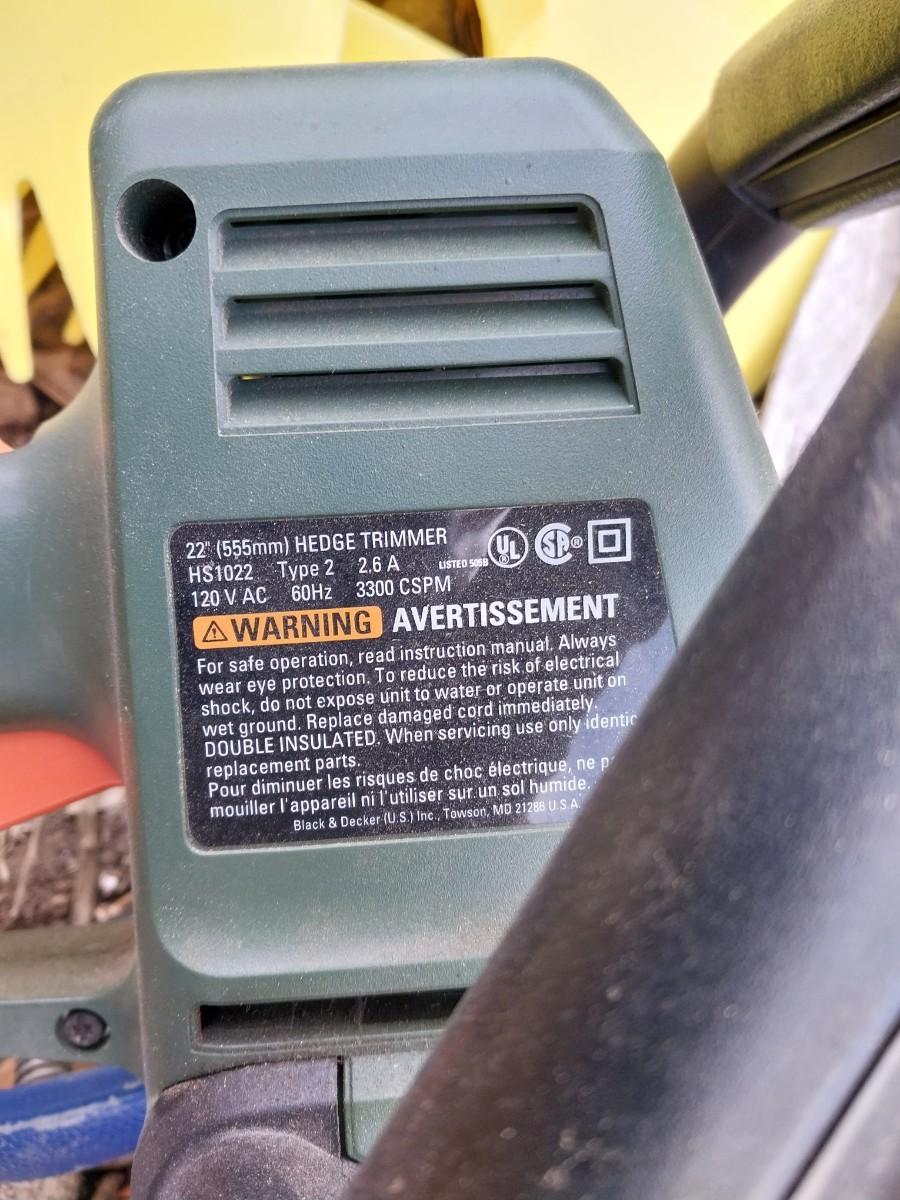 22" (555mm) HEDGE TRIMMER
HS1022 Type 2 2.6 A LISTED 505B UL SA®
120 V AC 60Hz 3300 CSPM
WARNING AVERTISSEMENT
For safe operation, read instruction manual. Always
wear eye protection. To reduce the risk of electrical
shock, do not expose unit to water or operate unit on
wet ground. Replace damaged cord immediately.
DOUBLE INSULATED. When servicing use only identic
replacement parts.
Pour diminuer les risques de choc électrique, ne
mouiller l'appareil ni l'utiliser sur un sol humide.
Black & Decker (U.S.) Inc., Towson, MD 21286 U.S.A.